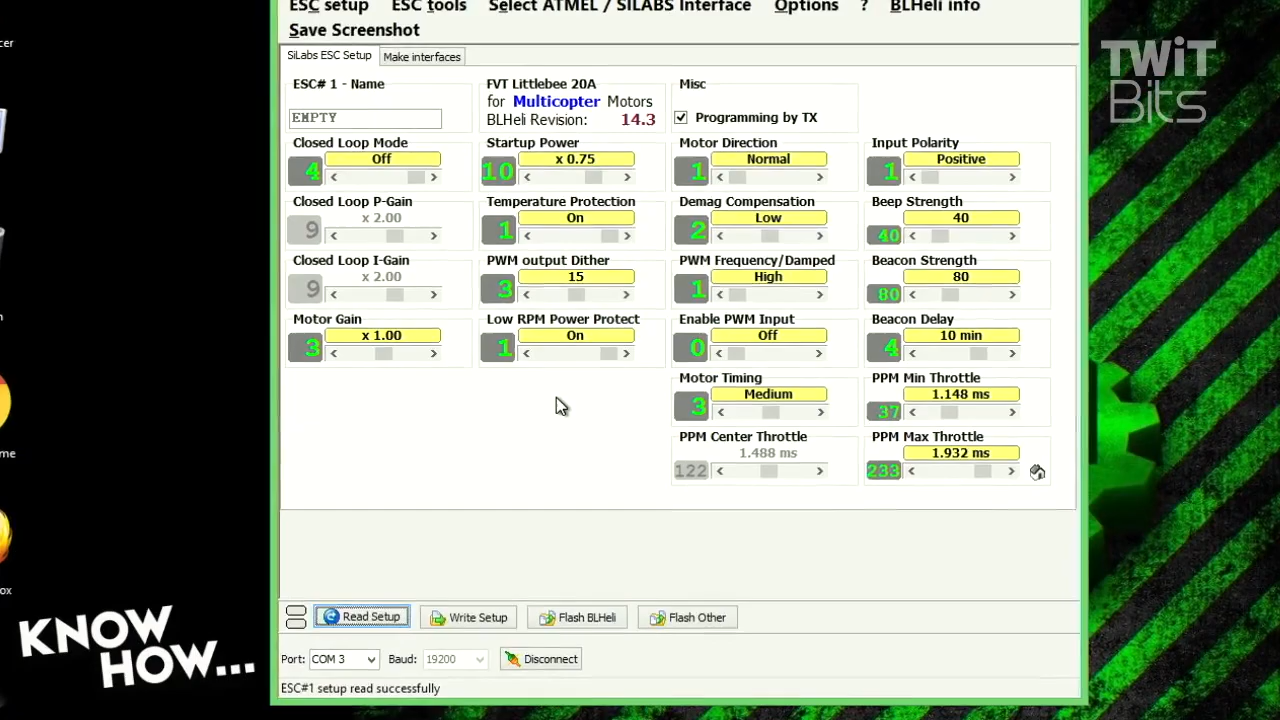 ESC setup ESC tools Select ATMEL / SILABS Interface Options ? BLHeli info
Save Screenshot
SiLabs ESC Setup Make interfaces
ESC# 1 - Name
EMPTY
FVT Littlebee 20A
for Multicopter Motors
BLHeli Revision: 14.3
Misc
Programming by TX
Closed Loop Mode
4 Off
Startup Power
10 x 0.75
Motor Direction
1 Normal
Input Polarity
1 Positive
Closed Loop P-Gain
9 x 2.00
Temperature Protection
1 On
Demag Compensation
2 Low
Beep Strength
40 40
Closed Loop I-Gain
9 x 2.00
PWM output Dither
3 15
PWM Frequency/Damped
1 High
Beacon Strength
80 80
Motor Gain
3 x 1.00
Low RPM Power Protect
1 On
Enable PWM Input
0 Off
Beacon Delay
4 10 min
Motor Timing
3 Medium
PPM Min Throttle
37 1.148 ms
PPM Center Throttle
122 1.488 ms
PPM Max Throttle
233 1.932 ms
Read Setup Write Setup Flash BLHeli Flash Other
Port: COM 3 Baud: 19200 Disconnect
ESC#1 setup read successfully
TWiT
Bits
KNOW
HOW...